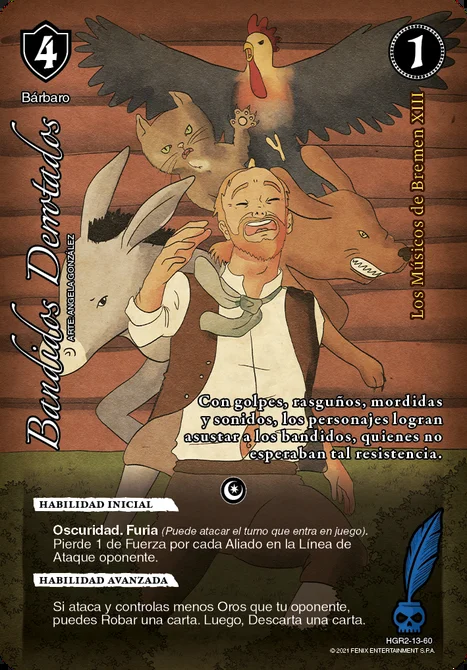 4
1
Bárbaro
Bandidos Derrotados
ARTE: ANGELA GONZÁLEZ
Los Músicos de Bremen XIII
Con golpes, rasguños, mordidas
y sonidos, los personajes logran
asustar a los bandidos, quienes no
esperaban tal resistencia.
HABILIDAD INICIAL
Oscuridad. Furia (Puede atacar el turno que entra en juego).
Pierde 1 de Fuerza por cada Aliado en la Línea de
Ataque oponente.
HABILIDAD AVANZADA
Si ataca y controlas menos Oros que tu oponente,
puedes Robar una carta. Luego, Descarta una carta.
HGR2-13-60
© 2021 FENIX ENTERTAINMENT S.P.A.